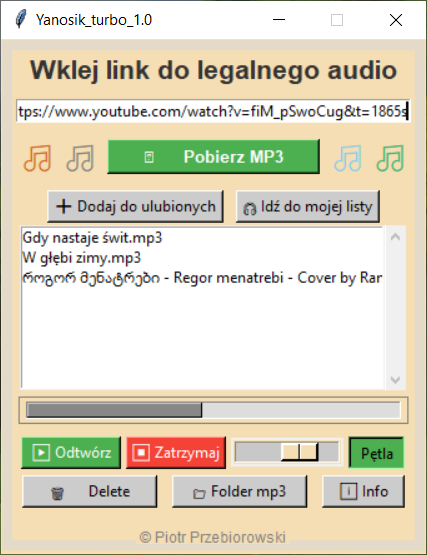 Yanosik_turbo_1.0
Wklej link do legalnego audio
tps://www.youtube.com/watch?v=fiM_pSwoCug&t=1865s
Pobierz MP3
Dodaj do ulubionych
Idź do mojej listy
Gdy nastaje świt.mp3
W głębi zimy.mp3
როგორ მენატრები - Regor menatrebi - Cover by Ran
Odtwórz
Zatrzymaj
Pętla
Delete
Folder mp3
Info
© Piotr Przebiorowski